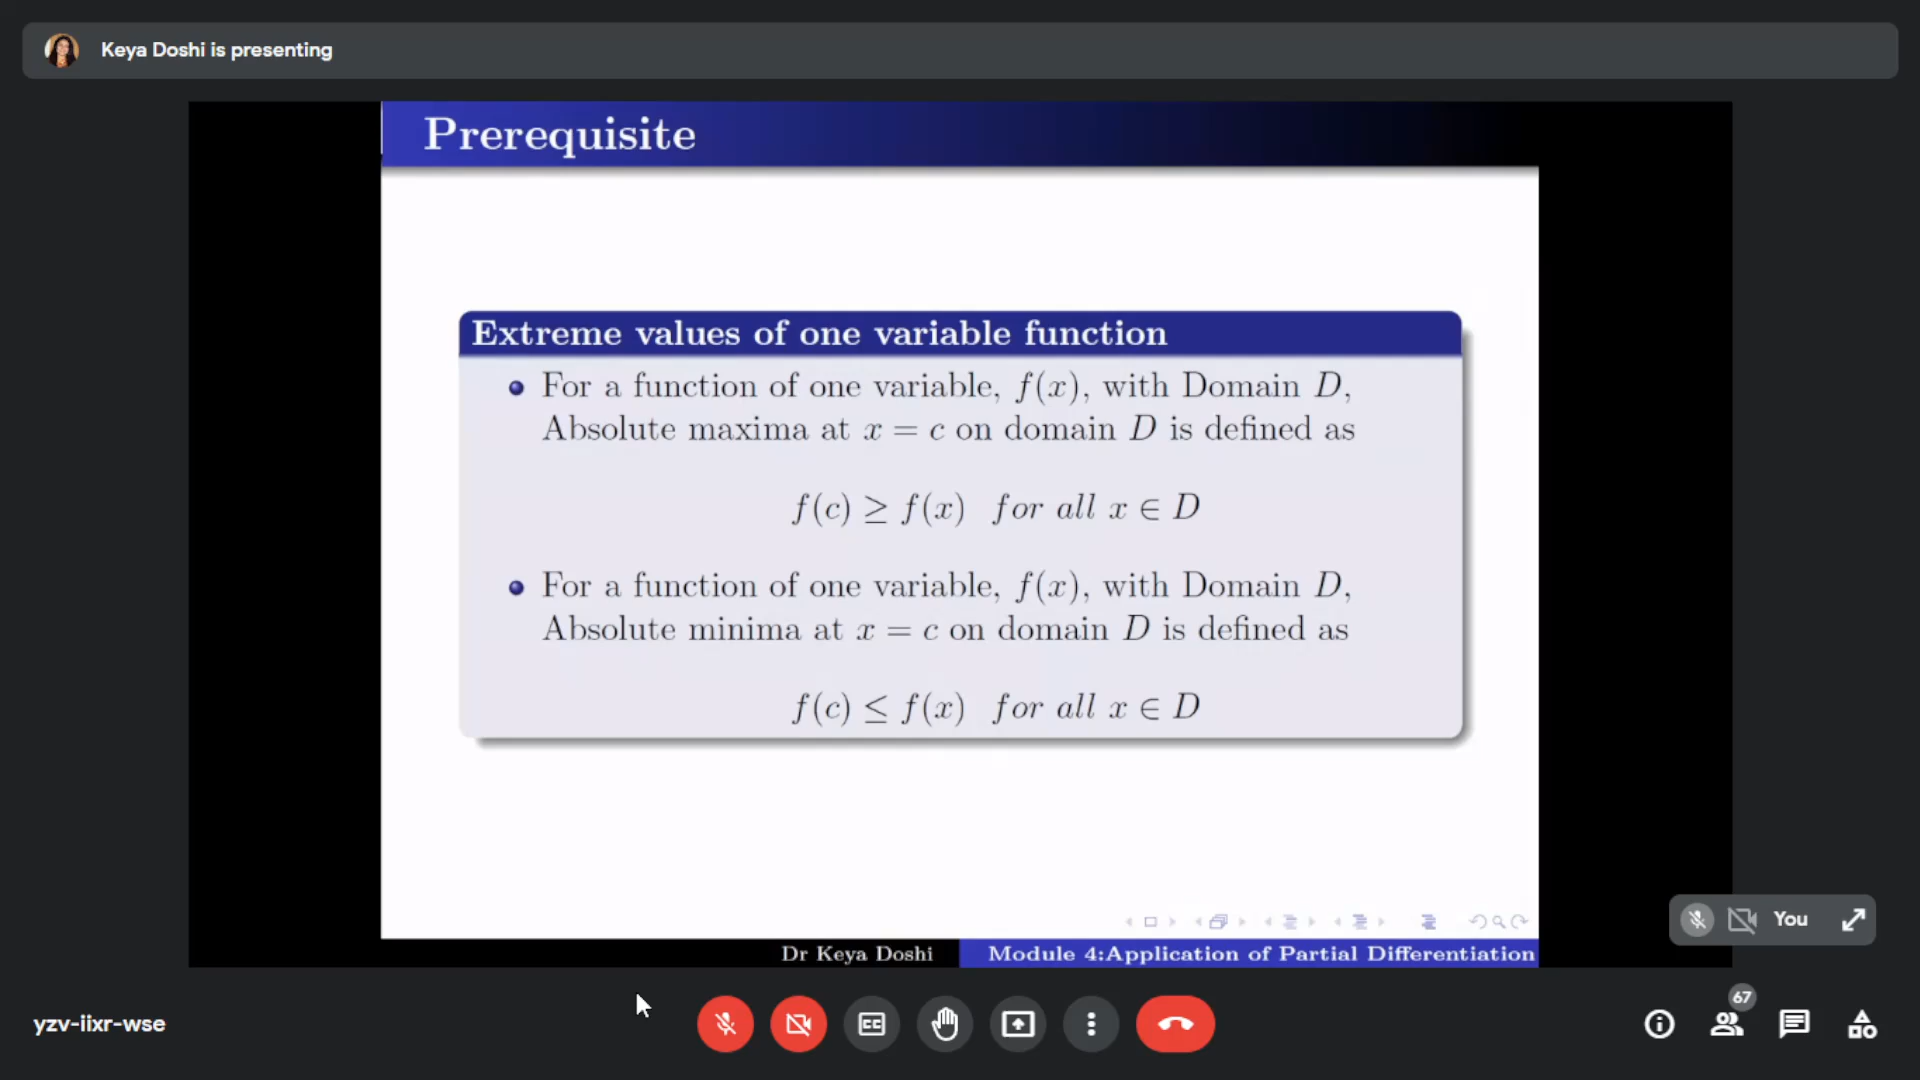 Keya Doshi is presenting
Prerequisite
Extreme values of one variable function
For a function of one variable, f(x), with Domain D,
Absolute maxima at x = c on domain D is defined as
f(c) ≥ f(x) for all x ∈ D
For a function of one variable, f(x), with Domain D,
Absolute minima at x = c on domain D is defined as
f(c) ≤ f(x) for all x ∈ D
You
Dr Keya Doshi
Module 4:Application of Partial Differentiation
yzv-iixr-wse
CC
67